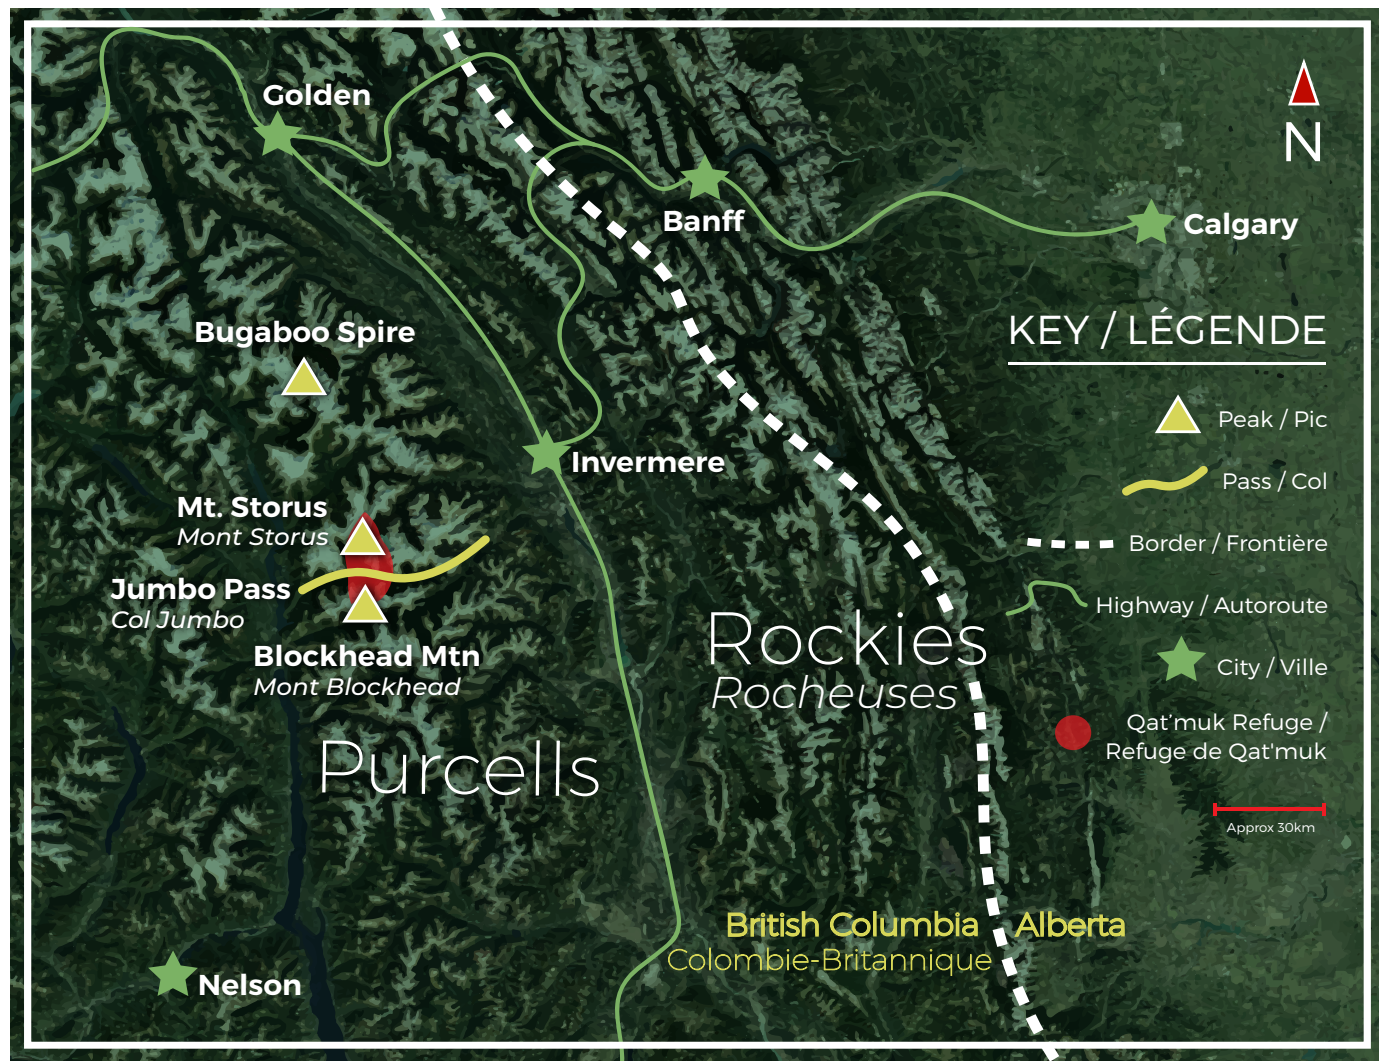 Golden
N
Banff
Calgary
KEY / LÉGENDE
Bugaboo Spire
Peak / Pic
Invermere
Pass / Col
Mt. Storus
Mont Storus
Border / Frontière
Jumbo Pass
Col Jumbo
Highway / Autoroute
Rockies
Rocheuses
Blockhead Mtn
Mont Blockhead
City / Ville
Qat’muk Refuge /
Refuge de Qat'muk
Purcells
Approx 30km
British Columbia
Colombie-Britannique
Alberta
Nelson